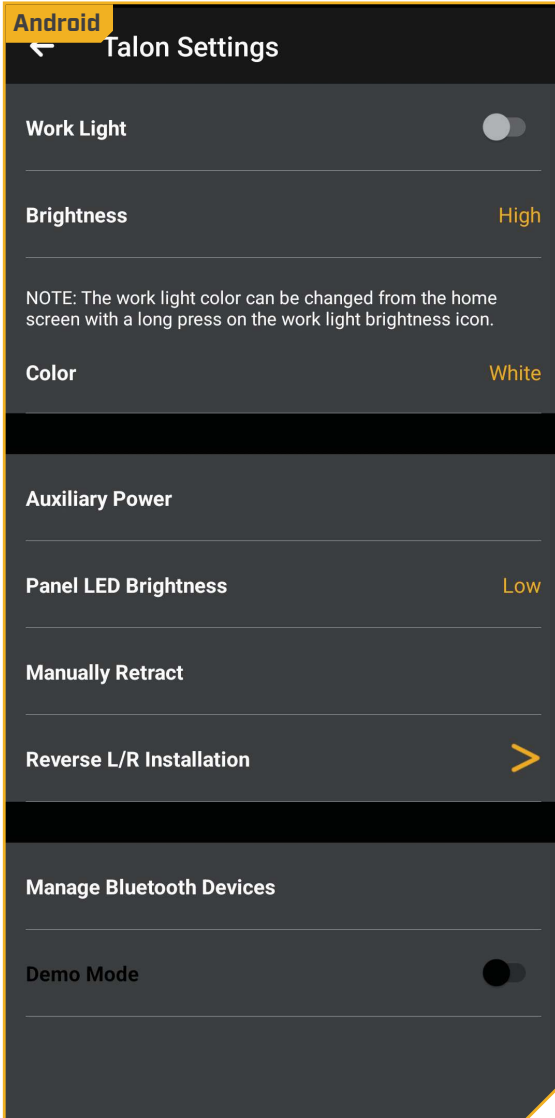 Android
Talon Settings
Work Light
Brightness High
NOTE: The work light color can be changed from the home
screen with a long press on the work light brightness icon.
Color White
Auxiliary Power
Panel LED Brightness Low
Manually Retract
Reverse L/R Installation
Manage Bluetooth Devices
Demo Mode